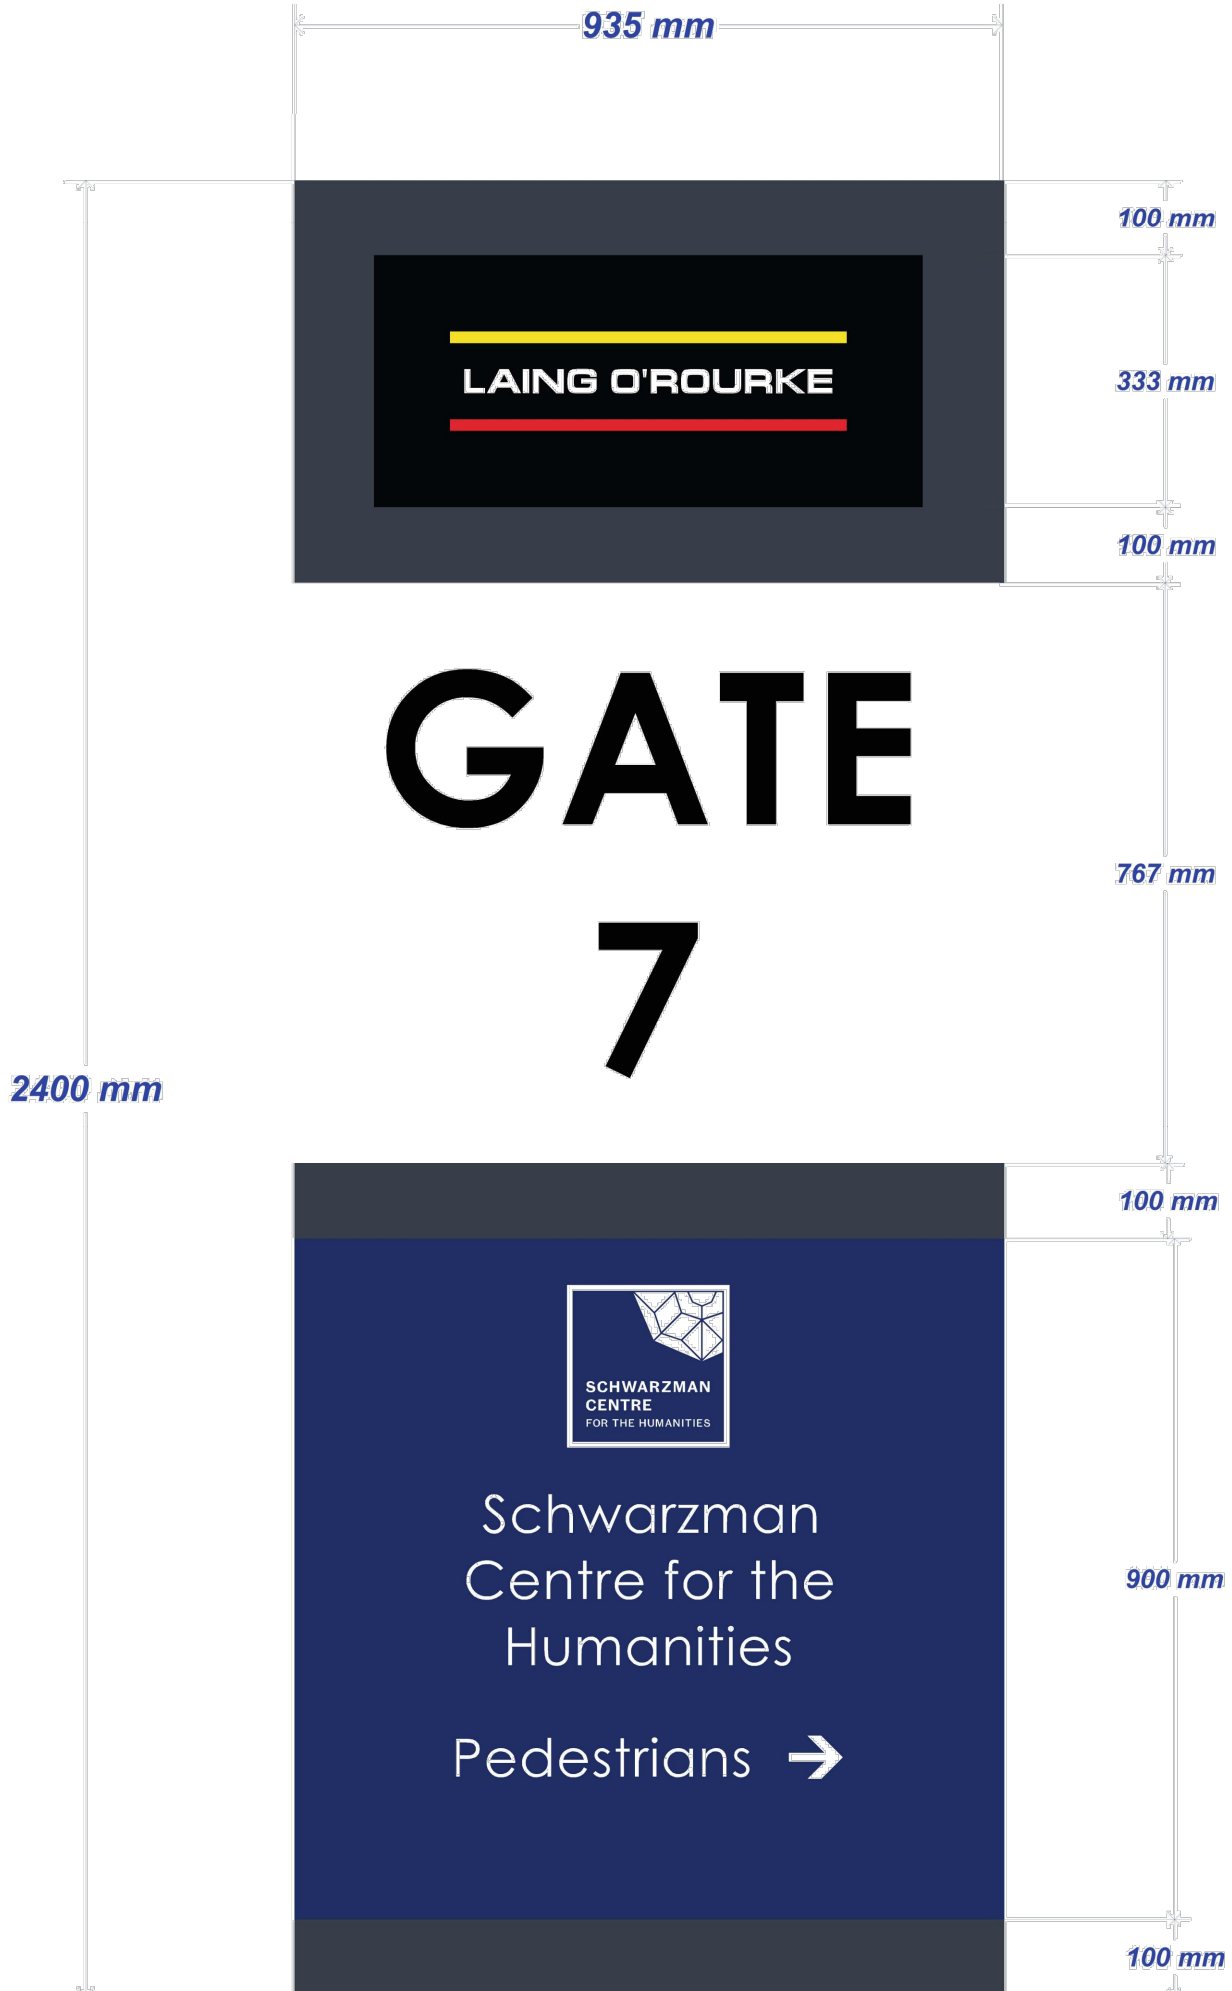 935 mm
100 mm
LAING O'ROURKE
333 mm
100 mm
GATE
767 mm
7
2400 mm
100 mm
SCHWARZMAN
CENTRE
FOR THE HUMANITIES
Schwarzman
Centre for the
Humanities
900 mm
Pedestrians →
100 mm